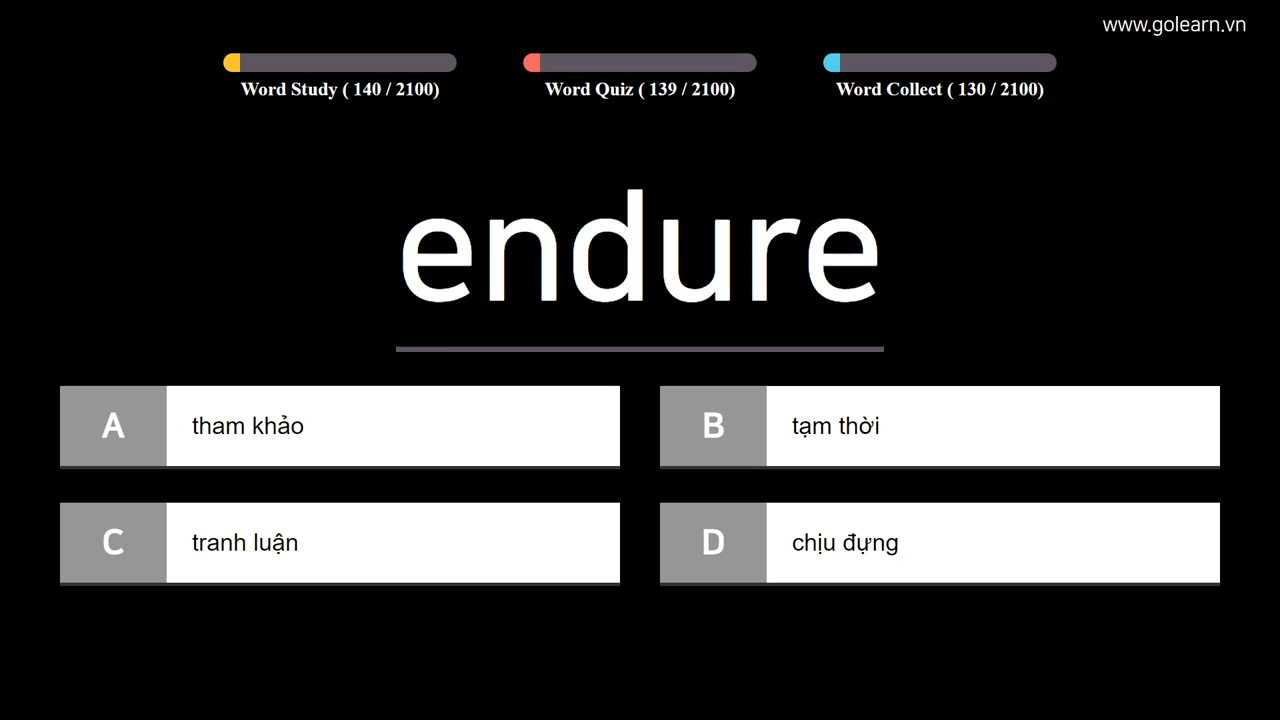 www.golearn.vn
Word Study ( 140 / 2100)
Word Quiz ( 139 / 2100)
Word Collect ( 130 / 2100)
endure
A tham khảo
B tạm thời
C tranh luận
D chịu đựng